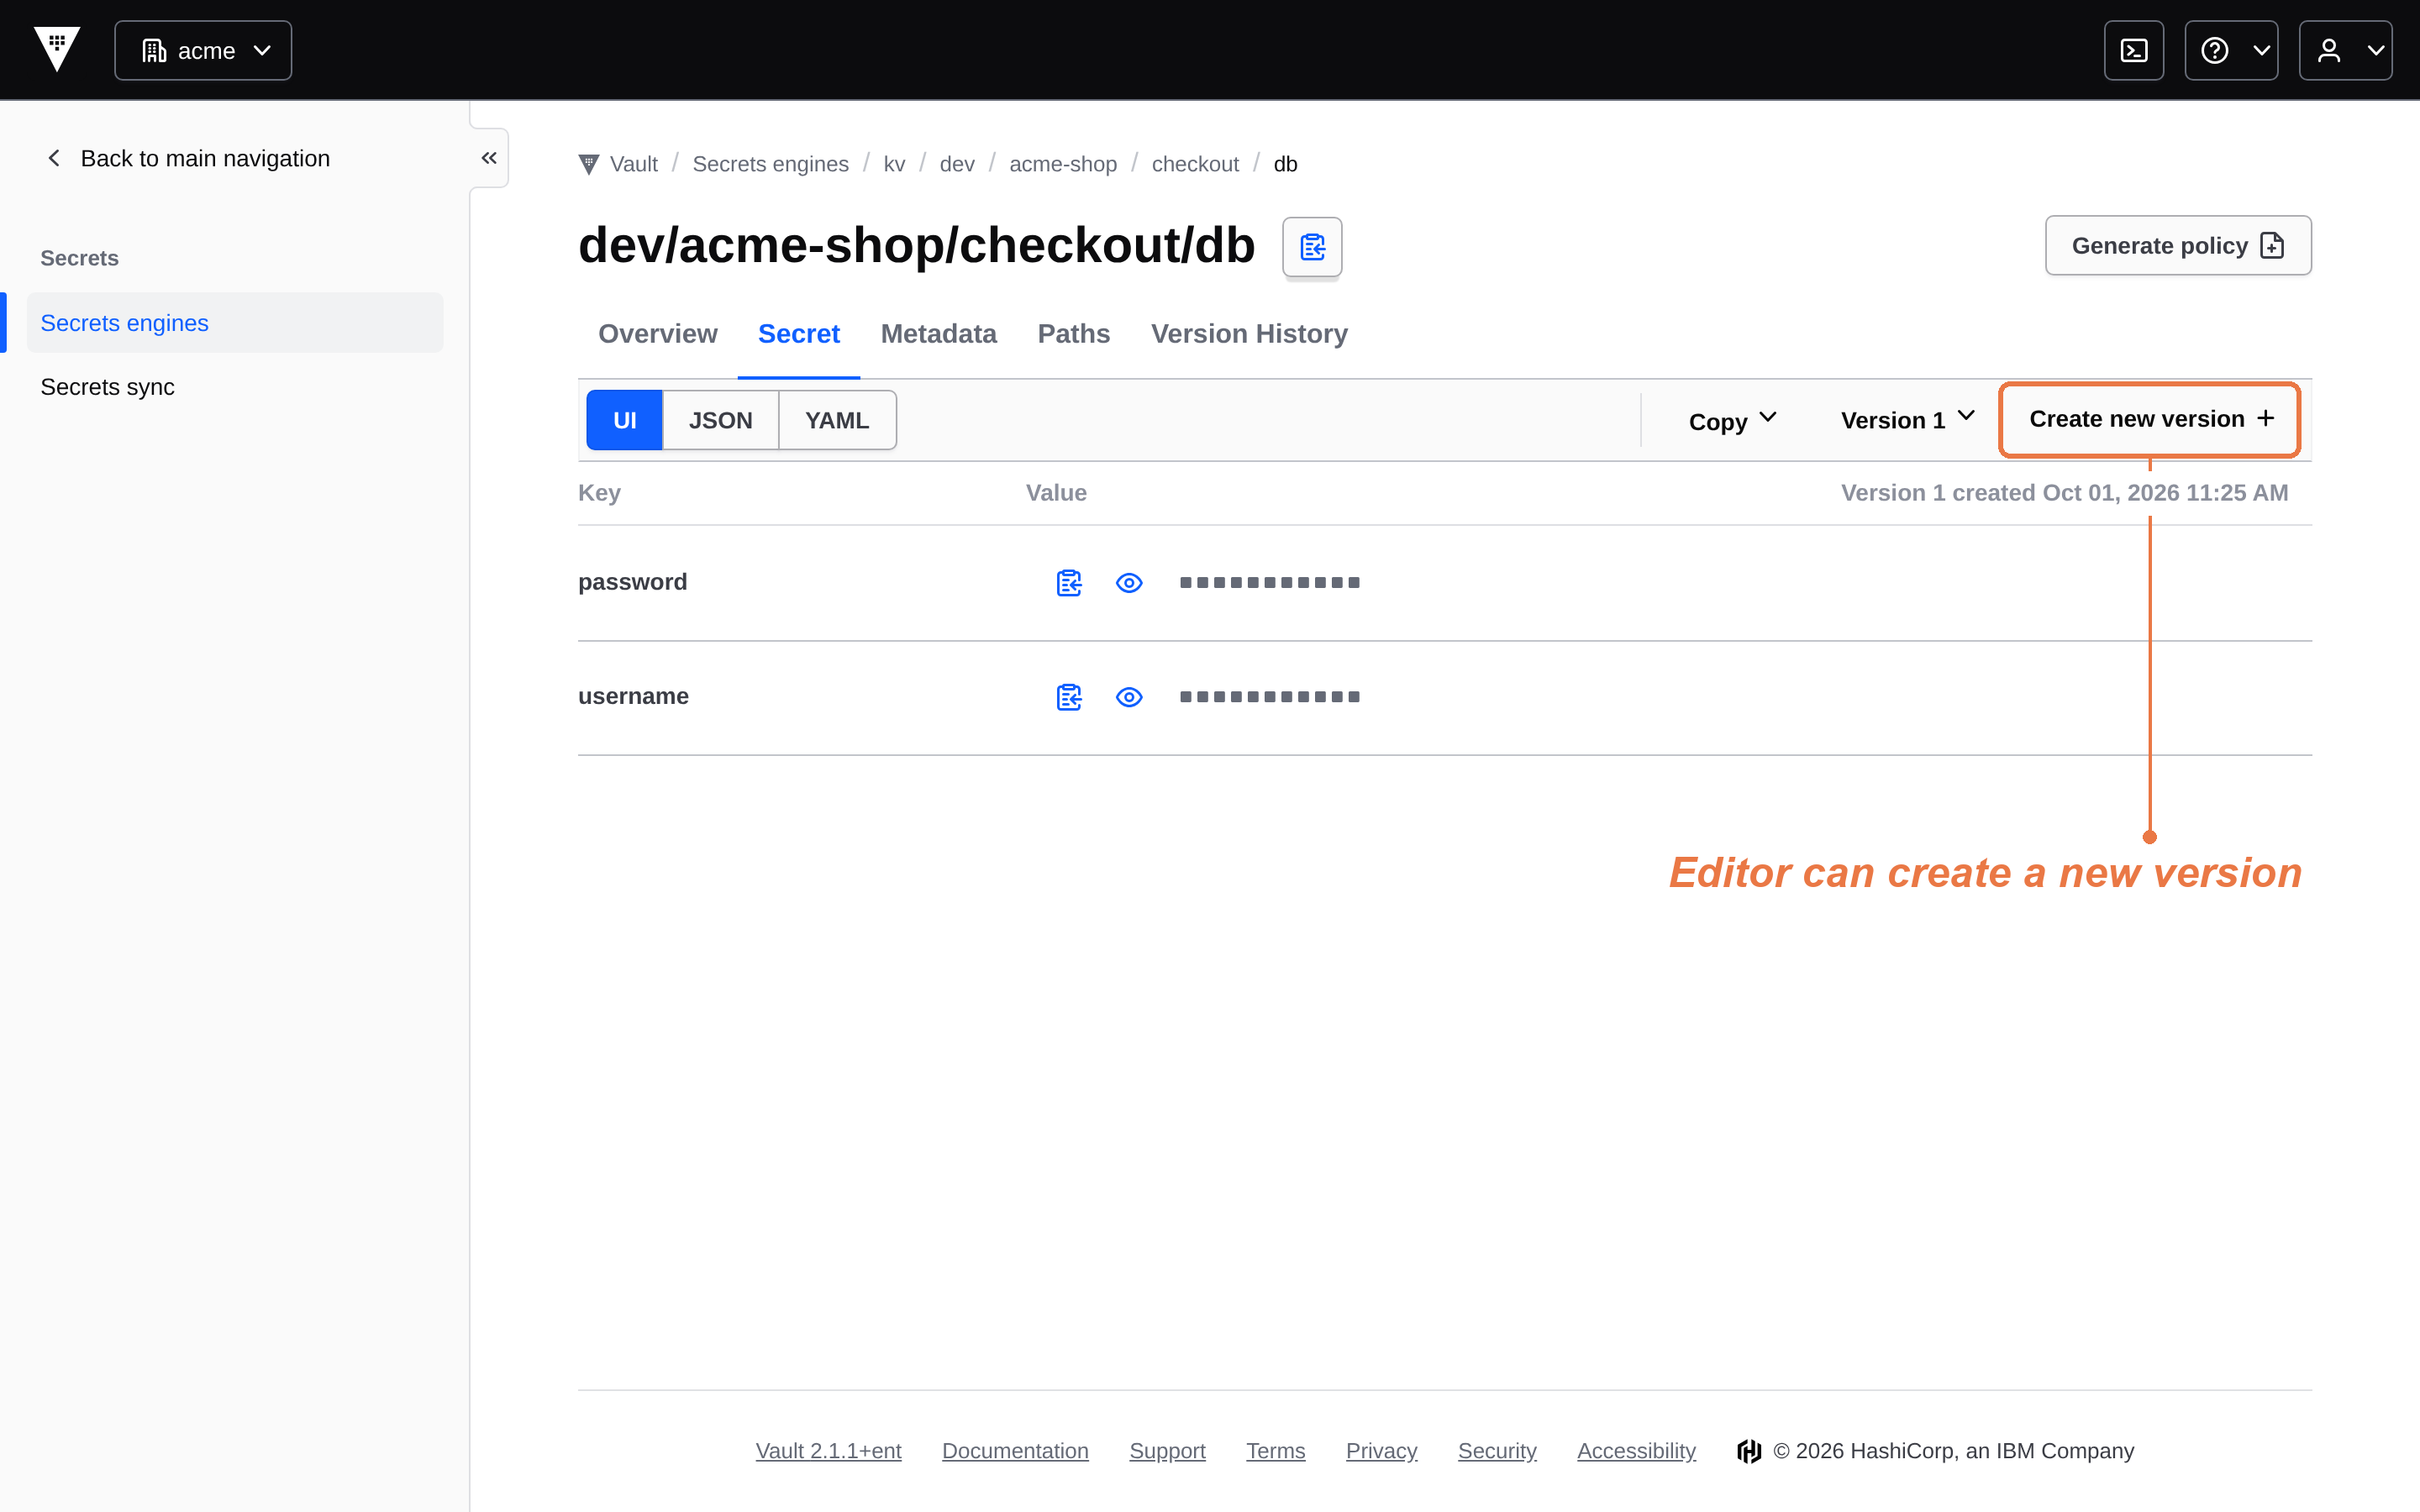 acme
Back to main navigation
Secrets
Secrets engines
Secrets sync
Vault / Secrets engines / kv / dev / acme-shop / checkout / db
dev/acme-shop/checkout/db
Generate policy
Overview Secret Metadata Paths Version History
UI JSON YAML Copy Version 1 Create new version +
Key Value Version 1 created Oct 01, 2026 11:25 AM
password
username
Editor can create a new version
Vault 2.1.1+ent Documentation Support Terms Privacy Security Accessibility © 2026 HashiCorp, an IBM Company